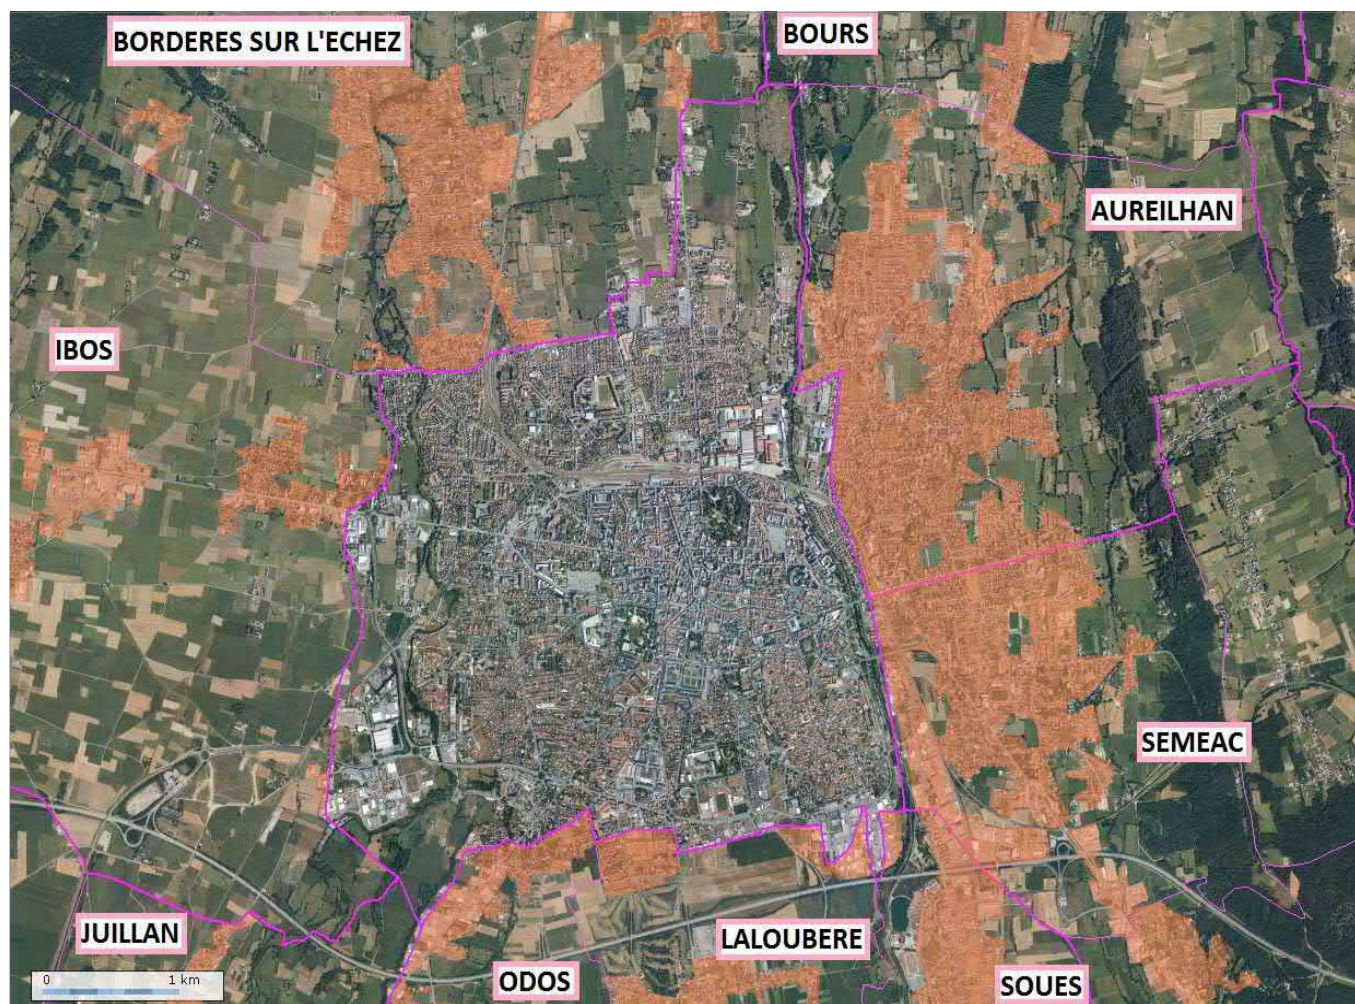 BORDERES SUR L'ECHEZ
BOURS
AUREILHAN
IBOS
SEMEAC
JUILLAN
LALOUBERE
ODOS
SOUES
0 1 km